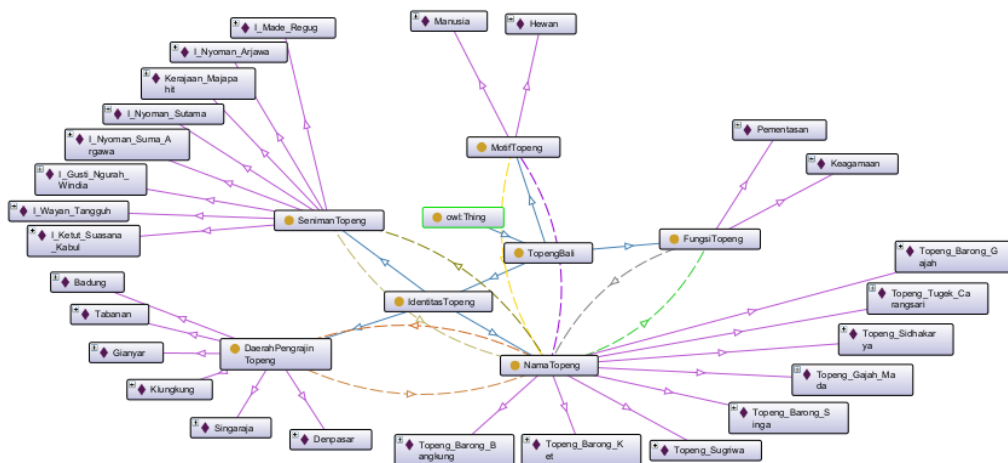 I_Made_Regug
I_Nyoman_Arjawa
Kerajaan_Majapa
hit
I_Nyoman_Sutama
I_Nyoman_Suma_A
rgawa
I_Gusti_Ngurah_
Windia
I_Wayan_Tangguh
I_Ketut_Suasana
_Kabul
SenimanTopeng
Manusia
Hewan
MotifTopeng
owl:Thing
TopengBali
Pementasan
Keagamaan
FungsiTopeng
IdentitasTopeng
Badung
Tabanan
Gianyar
Klungkung
Singaraja
Denpasar
DaerahPengrajin
Topeng
NamaTopeng
Topeng_Barong_G
ajah
Topeng_Tugek_Ca
rangsari
Topeng_Sidhakar
ya
Topeng_Gajah_Ma
da
Topeng_Barong_S
inga
Topeng_Sugriwa
Topeng_Barong_K
et
Topeng_Barong_B
angkung